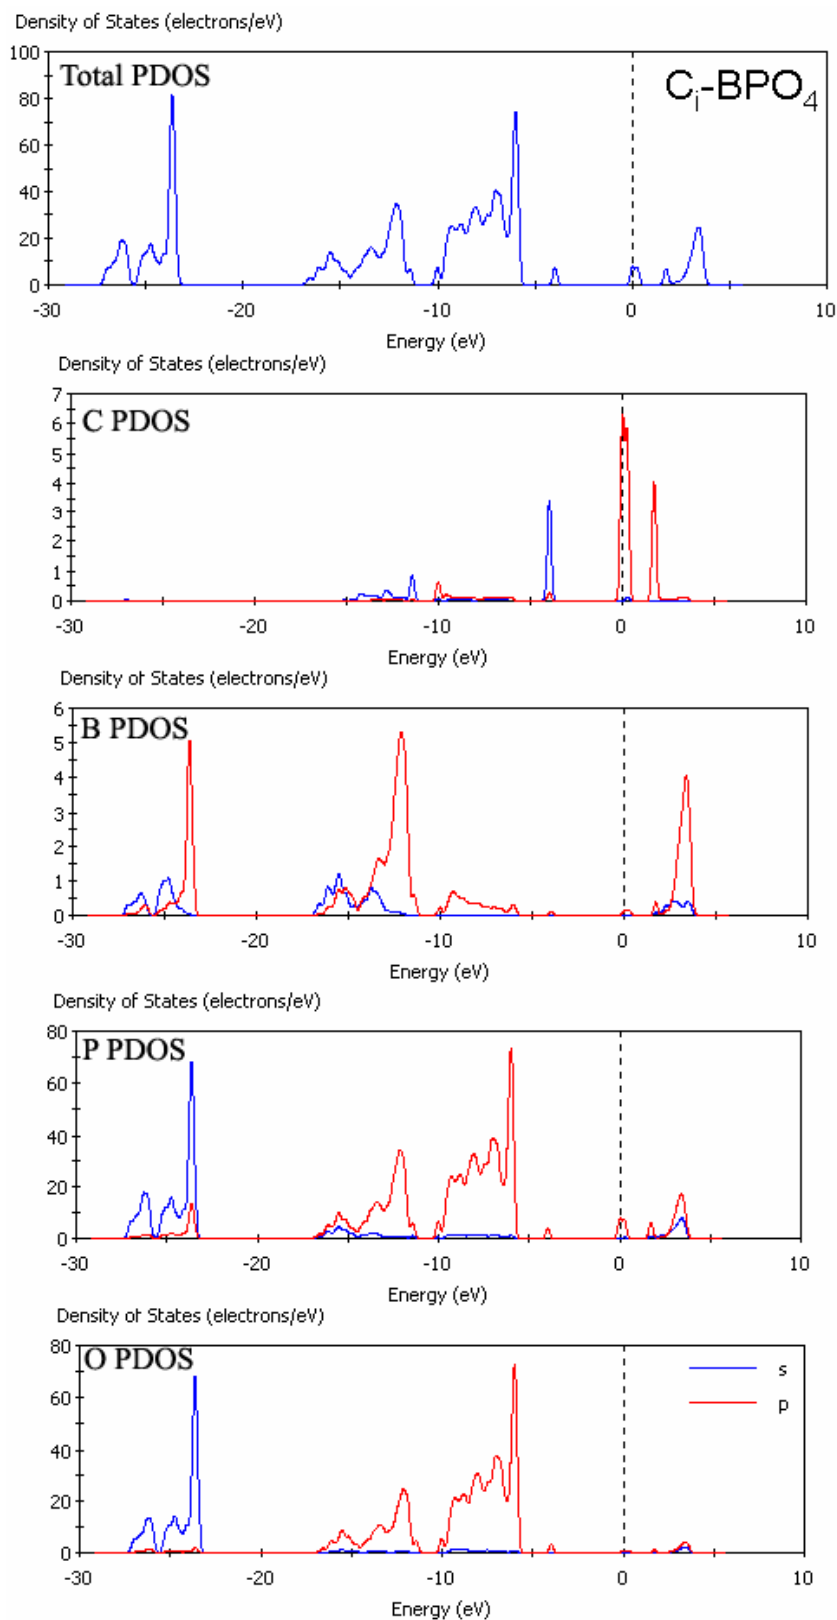 Density of States (electrons/eV)
100
Total PDOS
Cᵢ-BPO₄
80
60
40
20
0
-30 -20 -10 0 10
Energy (eV)
Density of States (electrons/eV)
7
C PDOS
6
5
4
3
2
1
0
-30 -20 -10 0 10
Energy (eV)
Density of States (electrons/eV)
6
B PDOS
5
4
3
2
1
0
-30 -20 -10 0 10
Energy (eV)
Density of States (electrons/eV)
80
P PDOS
60
40
20
0
-30 -20 -10 0 10
Energy (eV)
Density of States (electrons/eV)
80
O PDOS
s
p
60
40
20
0
-30 -20 -10 0 10
Energy (eV)